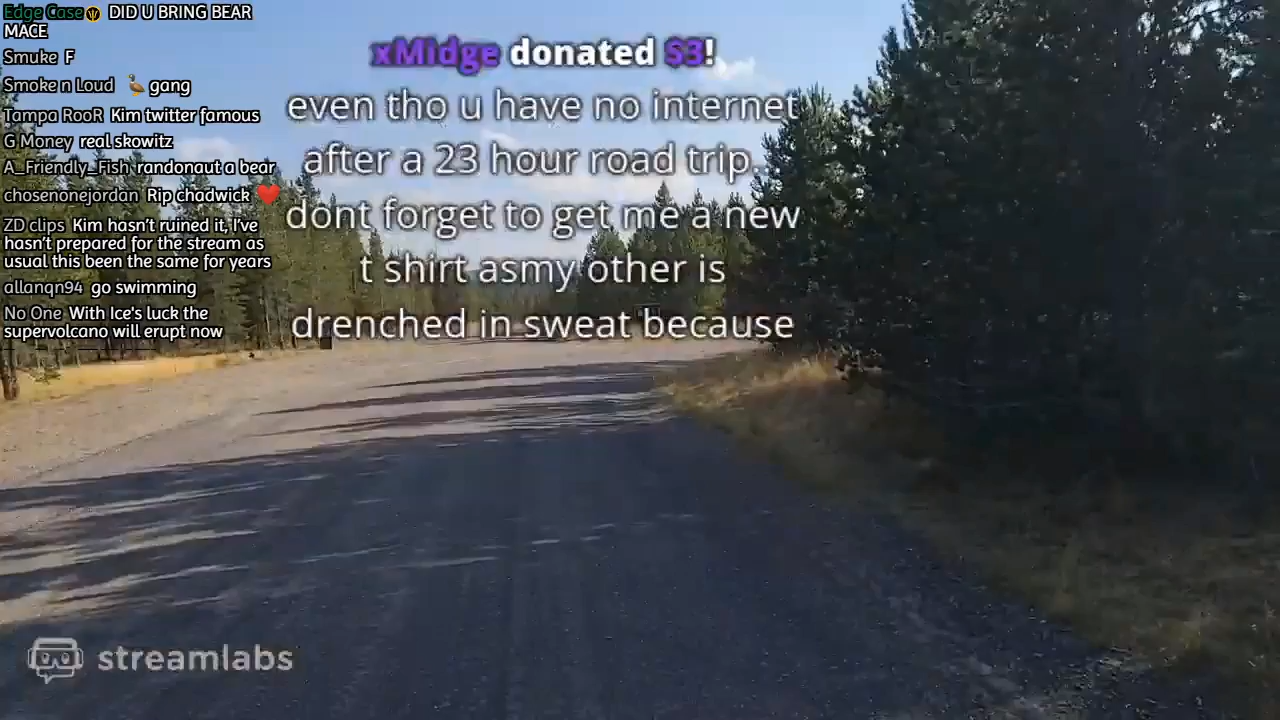 Edge Case DID U BRING BEAR
MACE
Smuke F
Smoke n Loud 🦆 gang
Tampa RooR Kim twitter famous
G Money real skowitz
A_Friendly_Fish randonaut a bear
chosenonejordan Rip chadwick ❤️
ZD clips Kim hasn't ruined it, I've
hasn't prepared for the stream as
usual this been the same for years
allanqn94 go swimming
No One With Ice's luck the
supervolcano will erupt now
xMidge donated $3!
even tho u have no internet
after a 23 hour road trip..
dont forget to get me a new
t shirt asmy other is
drenched in sweat because
streamlabs